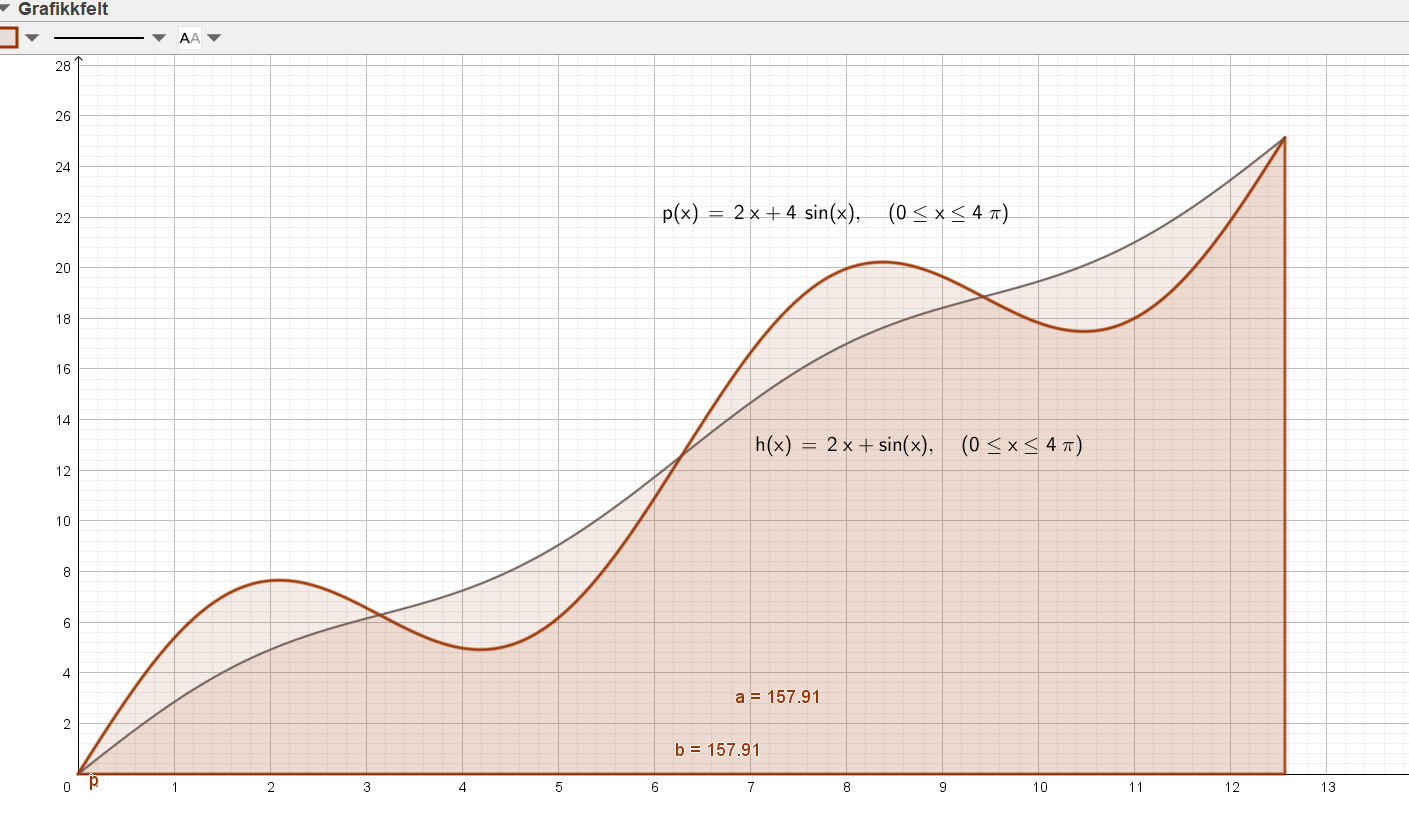 Grafikkfelt
AA
28
26
24
22
20
18
16
14
12
10
8
6
4
2
0
p(x) = 2 x + 4 sin(x), (0 ≤ x ≤ 4 π)
h(x) = 2 x + sin(x), (0 ≤ x ≤ 4 π)
a = 157.91
b = 157.91
p
1 2 3 4 5 6 7 8 9 10 11 12 13